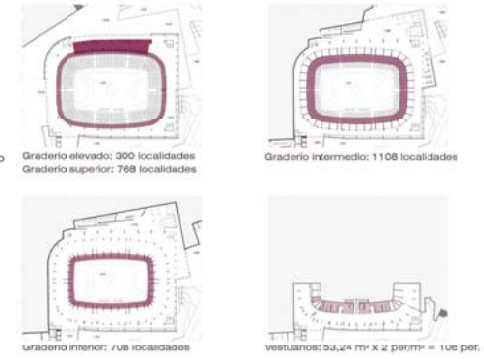 Graderio elevado: 300 localidades
Graderio superior: 768 localidades
Graderio intermedio: 1108 localidades
Graderio inferior: 708 localidades
Vestuarios: 53,24 m² x 2 per/m² = 106 per.